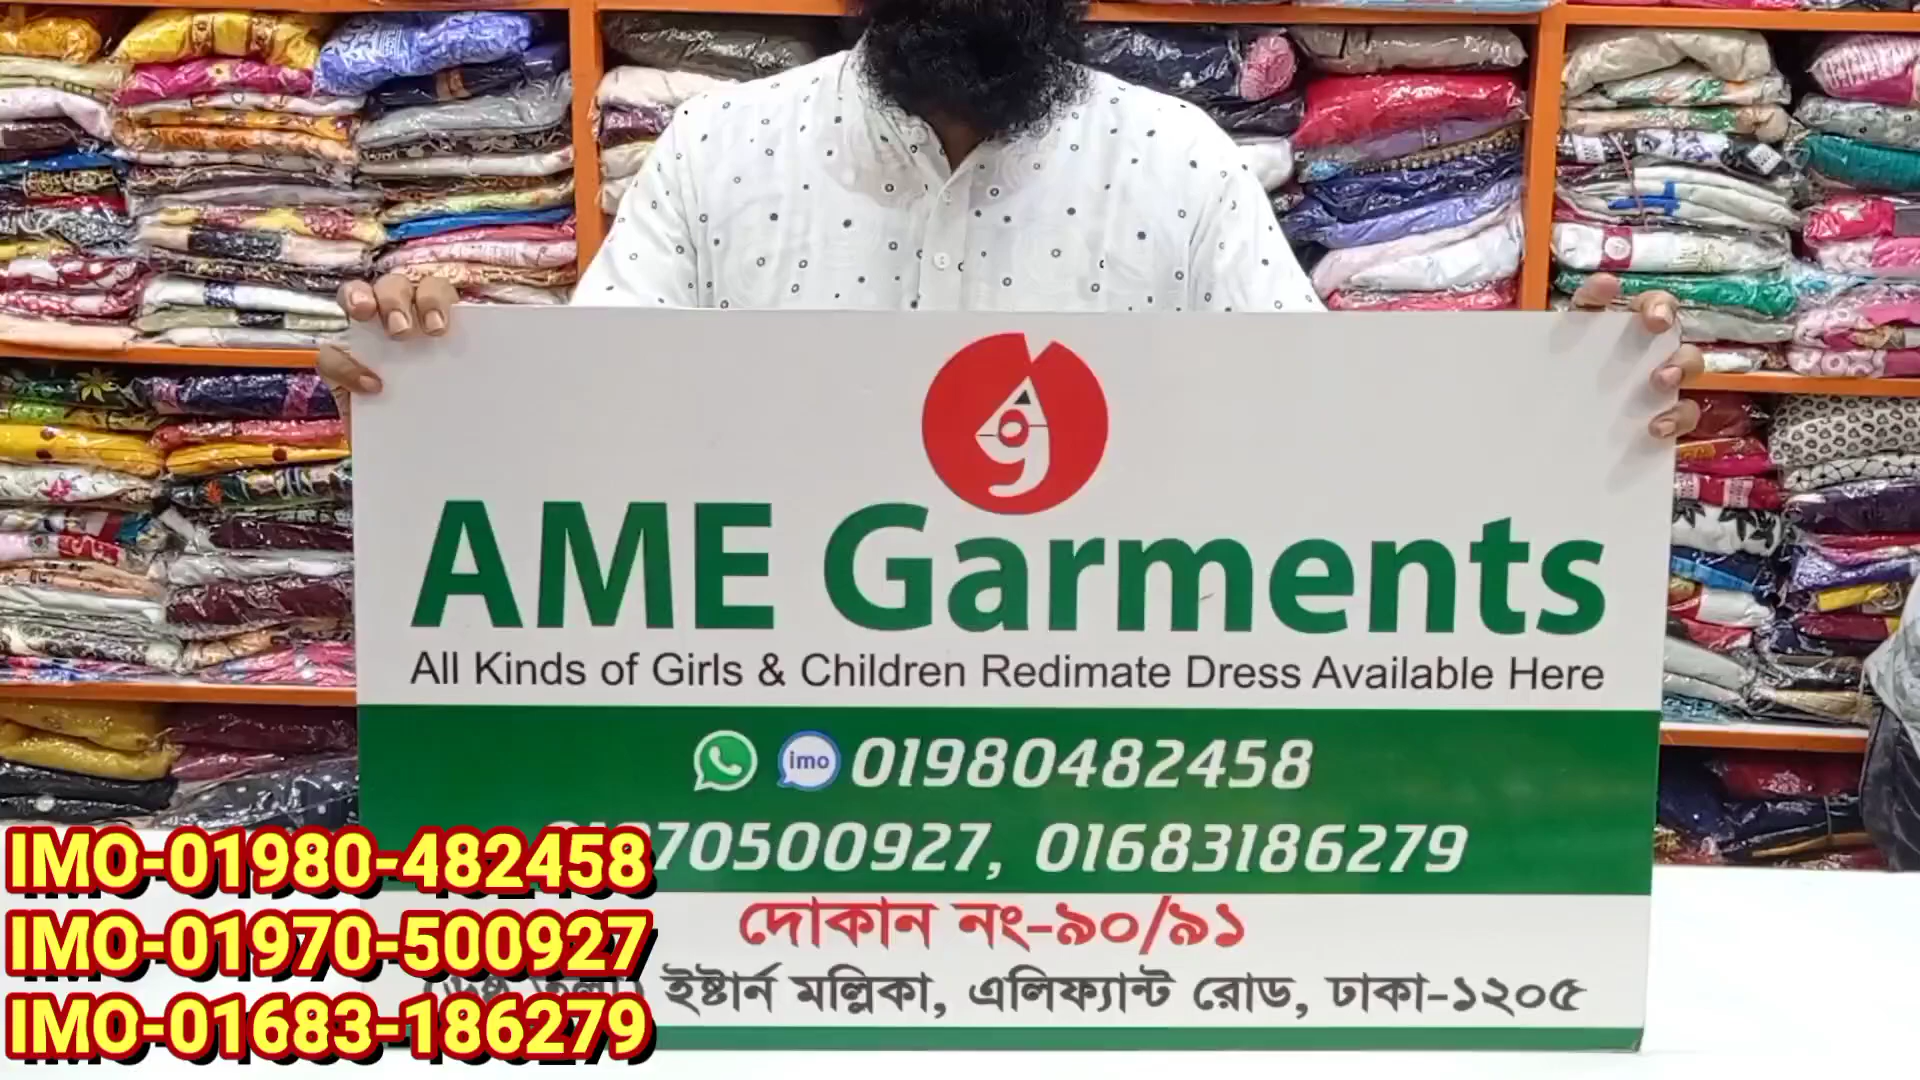 AME Garments
All Kinds of Girls & Children Redimate Dress Available Here
imo 01980482458
70500927, 01683186279
দোকান নং-৯০/৯১
ইষ্টার্ন মল্লিকা, এলিফ্যান্ট রোড, ঢাকা-১২০৫
IMO-01980-482458
IMO-01970-500927
IMO-01683-186279